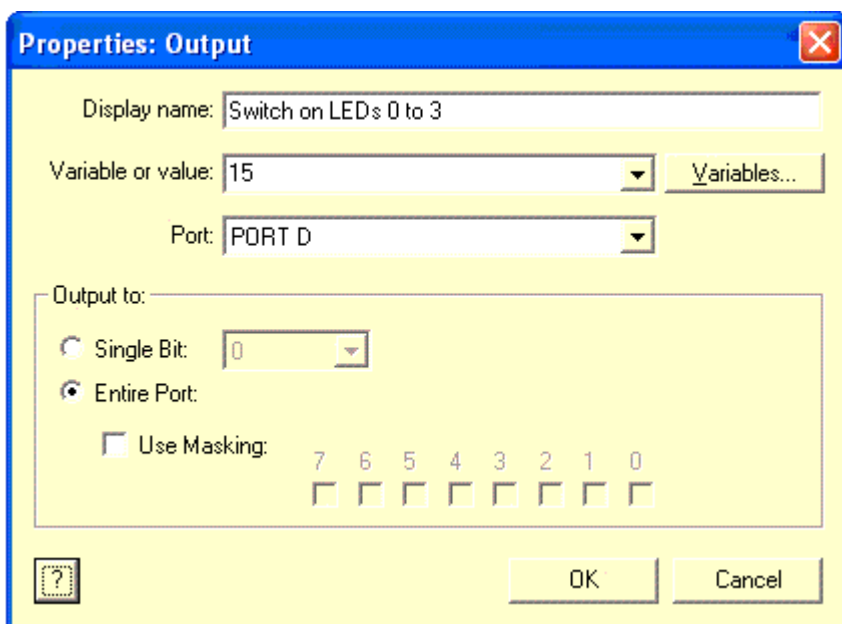 Properties: Output
Display name: Switch on LEDs 0 to 3
Variable or value: 15 Variables...
Port: PORT D
Output to:
Single Bit: 0
Entire Port:
Use Masking:
7 6 5 4 3 2 1 0
? OK Cancel